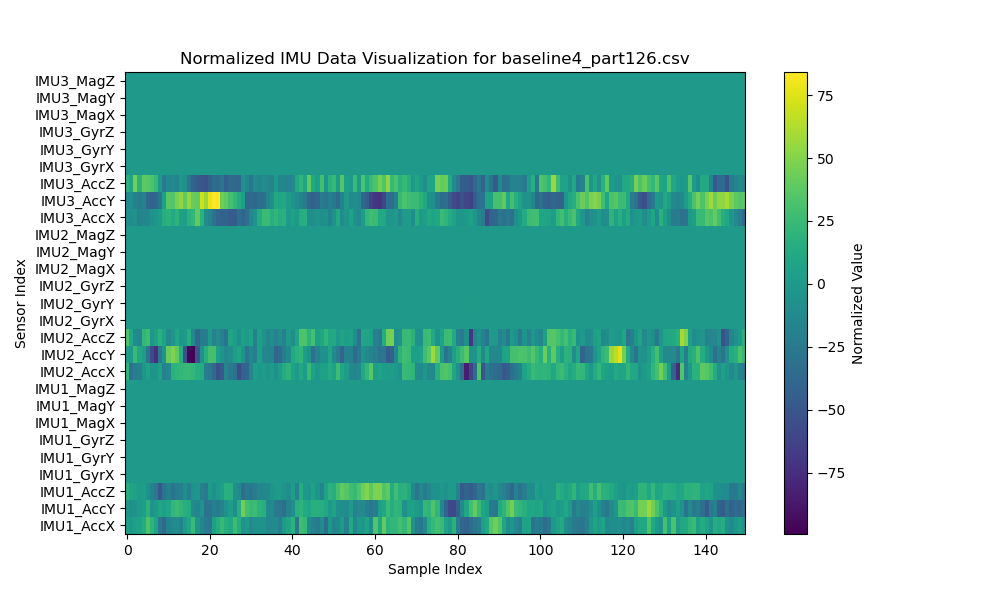 Normalized IMU Data Visualization for baseline4_part126.csv
IMU3_MagZ
IMU3_MagY
IMU3_MagX
IMU3_GyrZ
IMU3_GyrY
IMU3_GyrX
IMU3_AccZ
IMU3_AccY
IMU3_AccX
IMU2_MagZ
IMU2_MagY
IMU2_MagX
IMU2_GyrZ
IMU2_GyrY
IMU2_GyrX
IMU2_AccZ
IMU2_AccY
IMU2_AccX
IMU1_MagZ
IMU1_MagY
IMU1_MagX
IMU1_GyrZ
IMU1_GyrY
IMU1_GyrX
IMU1_AccZ
IMU1_AccY
IMU1_AccX
Sensor Index
0 20 40 60 80 100 120 140
Sample Index
75
50
25
0
−25
−50
−75
Normalized Value